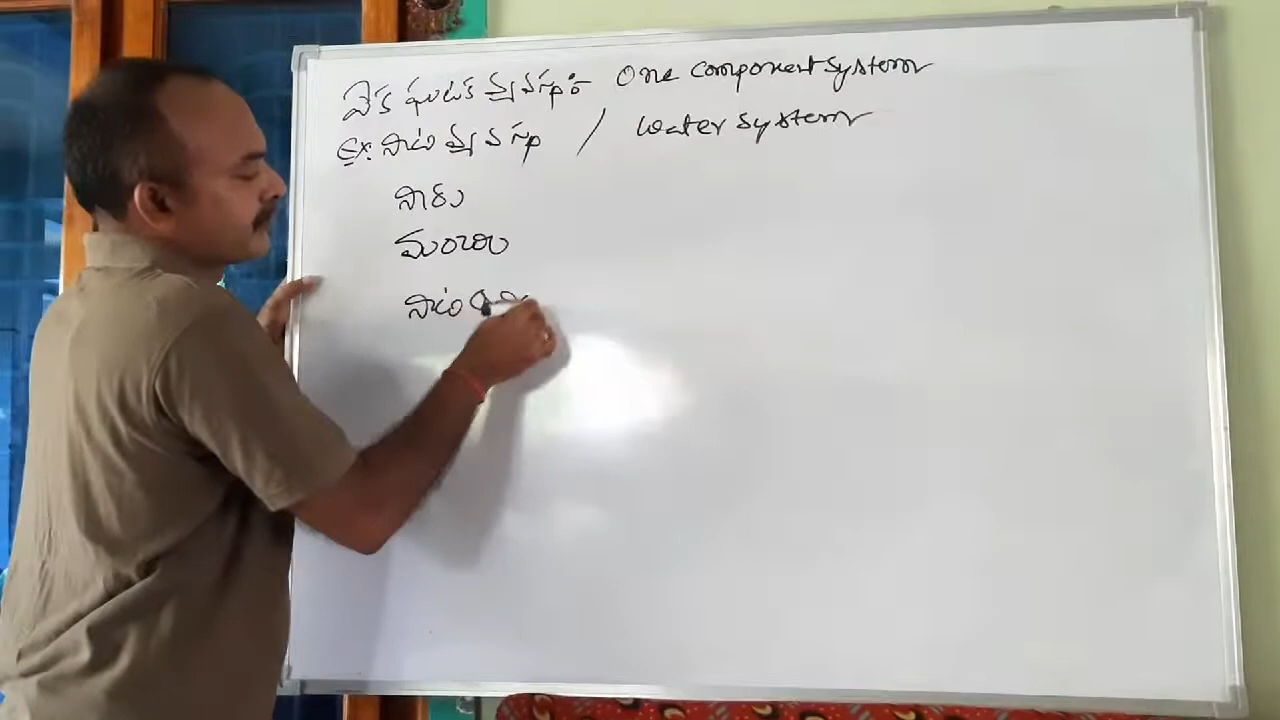 ఏక ఘటక వ్యవస్థ:- One component system
Ex: నీటి వ్యవస్థ / water system
నీరు
మంచు
నీటి